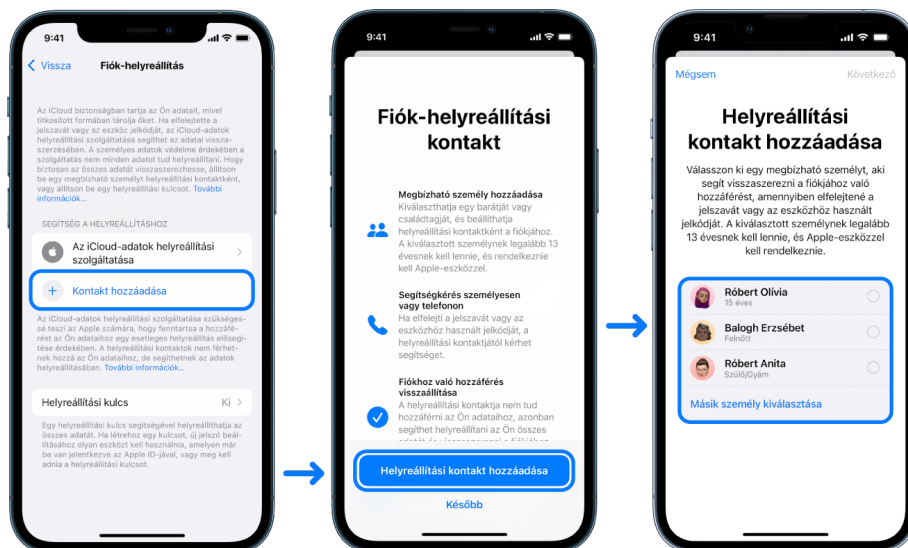 9:41
Vissza
Fiók-helyreállítás
Az iCloud biztonságban tartja az Ön adatait, mivel
titkosított formában tárolja őket. Ha elfelejtette a
jelszavát vagy az eszköz jelkódját, az iCloud-adatok
helyreállítási szolgáltatása segíthet az adatai vissza-
szerzésében. A személyes adatok védelme érdekében a
szolgáltatás nem minden adatot tud helyreállítani. Hogy
biztosan az összes adatát visszaszerezhesse, állítson
be egy megbízható személyt helyreállítási kontaktként,
vagy állítson be egy helyreállítási kulcsot. További
információk...
SEGÍTSÉG A HELYREÁLLÍTÁSHOZ
Az iCloud-adatok helyreállítási
szolgáltatása
Kontakt hozzáadása
Az iCloud-adatok helyreállítási szolgáltatása szükséges-
sé teszi az Apple számára, hogy fenntartsa a hozzáfé-
rést az Ön adataihoz egy esetleges helyreállítás elősegí-
tése érdekében. A helyreállítási kontaktok nem férhet-
nek hozzá az Ön adataihoz, de segíthetnek az adatok
helyreállításában. További információk...
Helyreállítási kulcs
Ki
Egy helyreállítási kulcs segítségével helyreállíthatja az
összes adatát. Ha létrehoz egy kulcsot, új jelszó beál-
lításához olyan eszközt kell használnia, amelyen már
be van jelentkezve az Apple ID-jával, vagy meg kell
adnia a helyreállítási kulcsot.
9:41
Fiók-helyreállítási
kontakt
Megbízható személy hozzáadása
Kiválaszthatja egy barátját vagy
családtagját, és beállíthatja
helyreállítási kontaktként a fiókjához.
A kiválasztott személynek legalább 13
évesnek kell lennie, és rendelkeznie
kell Apple-eszközzel.
Segítségkérés személyesen
vagy telefonon
Ha elfelejti a jelszavát vagy az
eszközhöz használt jelkódját, a
helyreállítási kontaktjától kérhet
segítséget.
Fiókhoz való hozzáférés
visszaállítása
A helyreállítási kontaktja nem tud
hozzáférni az Ön adataihoz, azonban
segíthet helyreállítani az Ön összes
Helyreállítási kontakt hozzáadása
Később
9:41
Mégsem
Következő
Helyreállítási
kontakt hozzáadása
Válasszon ki egy megbízható személyt, aki
segít visszaszerezni a fiókjához való
hozzáférést, amennyiben elfelejtené a
jelszavát vagy az eszközhöz használt
jelkódját. A kiválasztott személynek legalább
13 évesnek kell lennie, és Apple-eszközzel
kell rendelkeznie.
Róbert Olívia
15 éves
Balogh Erzsébet
Felnőtt
Róbert Anita
Szülő/Gyám
Másik személy kiválasztása